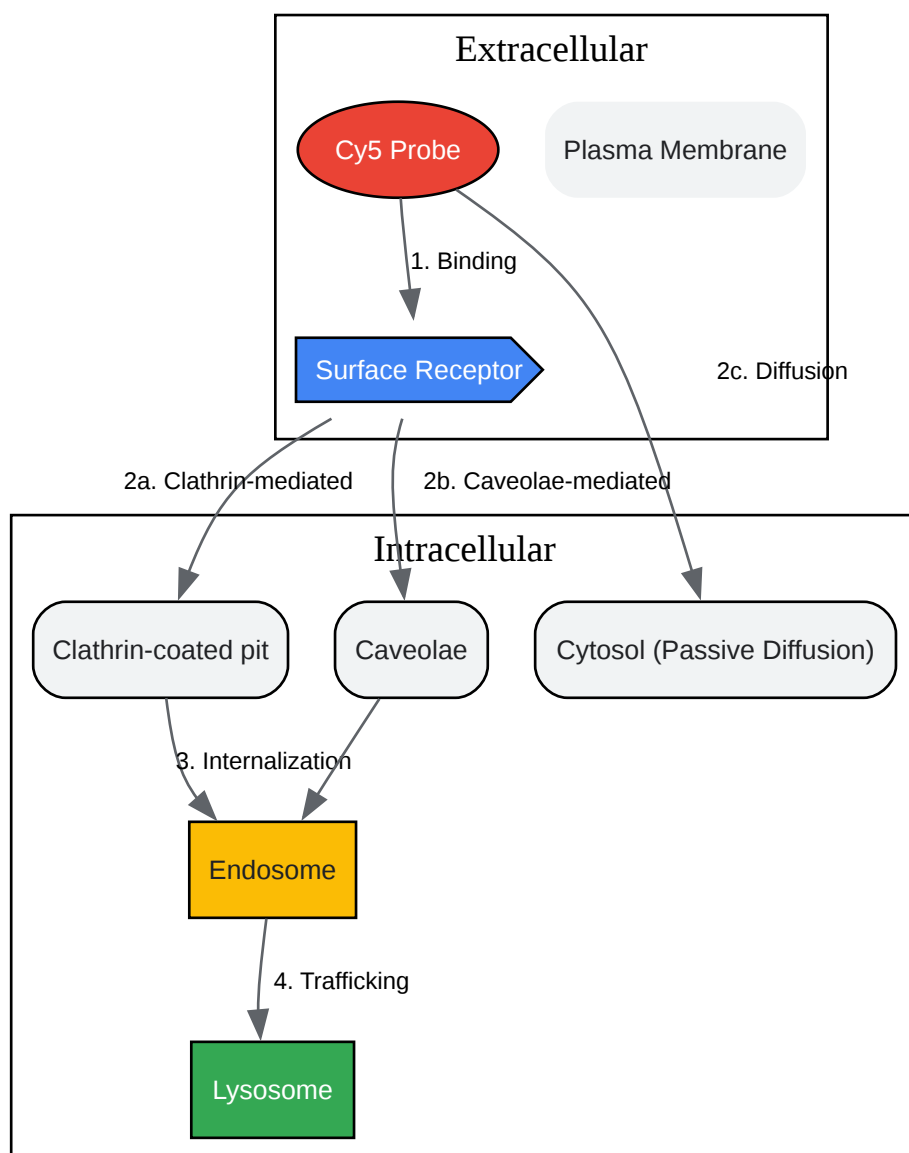 Extracellular
Cy5 Probe
Plasma Membrane
1. Binding
Surface Receptor
2c. Diffusion
2a. Clathrin-mediated
2b. Caveolae-mediated
Intracellular
Clathrin-coated pit
Caveolae
Cytosol (Passive Diffusion)
3. Internalization
Endosome
4. Trafficking
Lysosome